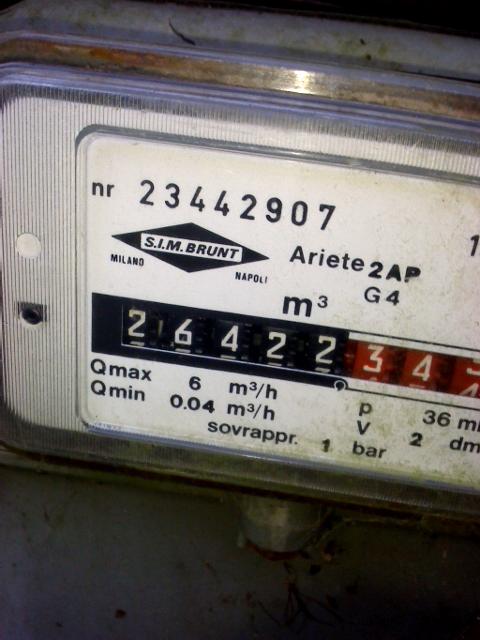 nr 23442907
S.I.M.BRUNT
MILANO
NAPOLI
Ariete 2AP
G4
m³
26422 34
Qmax 6 m³/h
Qmin 0.04 m³/h
sovrappr. 1 bar
p 36
V 2